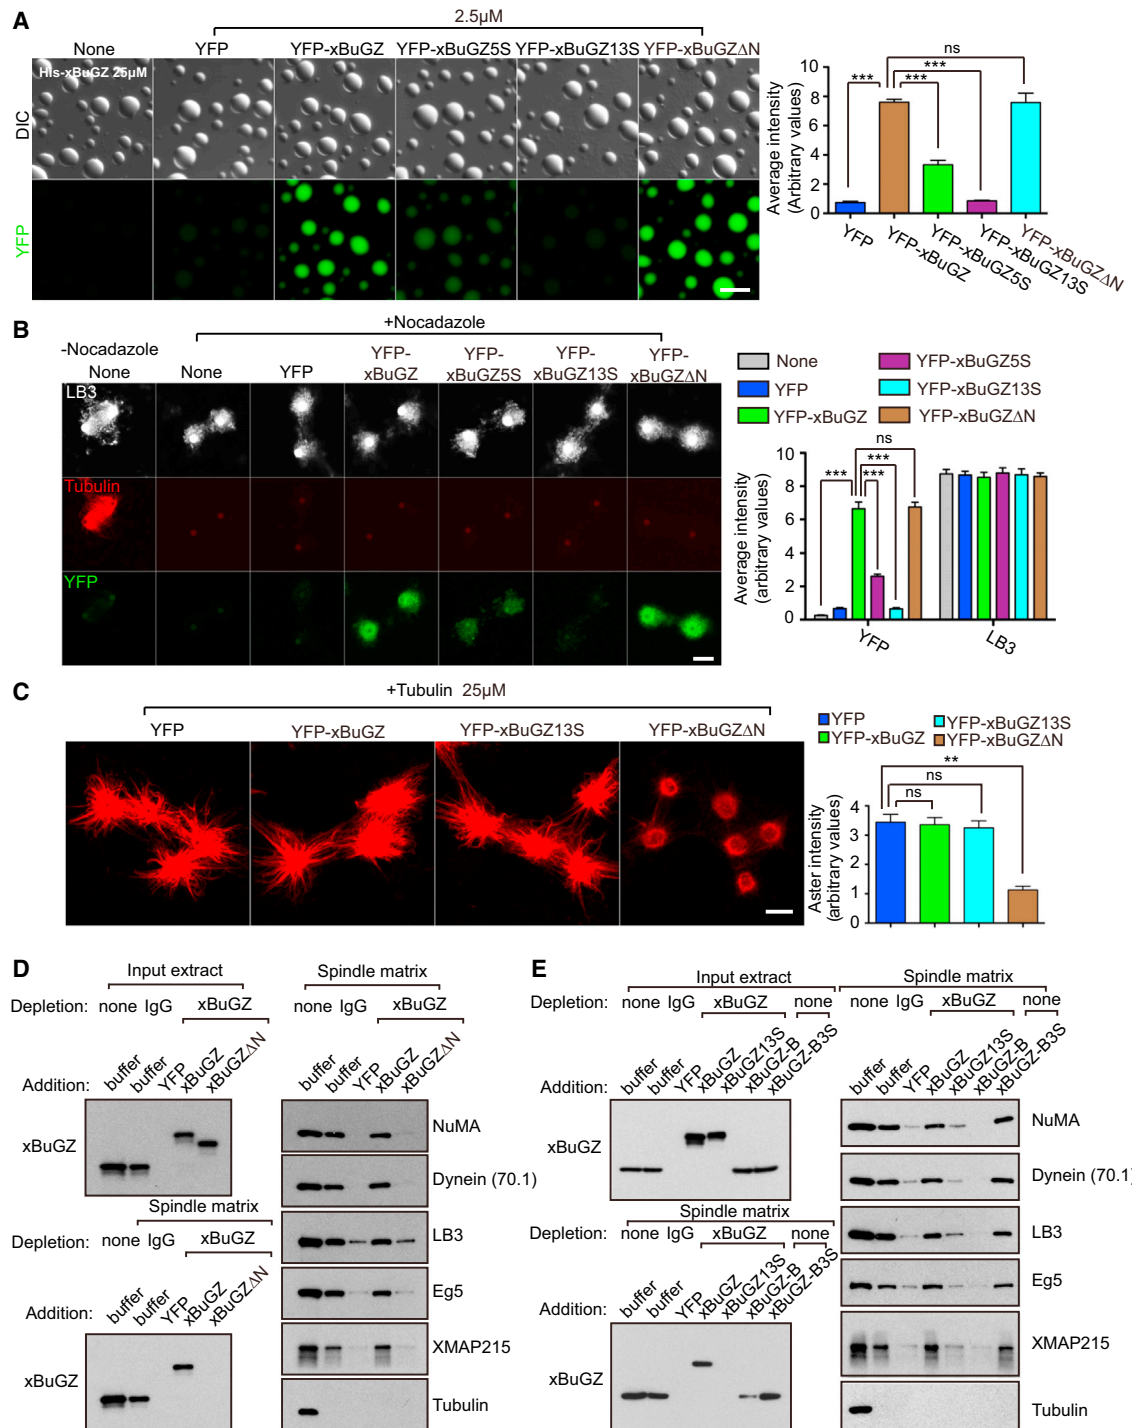 A
2.5µM
None YFP YFP-xBuGZ YFP-xBuGZ5S YFP-xBuGZ13S YFP-xBuGZΔN
His-xBuGZ 25µM
DIC
YFP
ns
***
*** ***
Average intensity
(Arbitrary values)
10
8
6
4
2
0
YFP
YFP-xBuGZ
YFP-xBuGZ5S
YFP-xBuGZ13S
YFP-xBuGZΔN
B
+Nocadazole
-Nocadazole
None None YFP YFP-xBuGZ YFP-xBuGZ5S YFP-xBuGZ13S YFP-xBuGZΔN
LB3
Tubulin
YFP
None
YFP
YFP-xBuGZ
YFP-xBuGZ5S
YFP-xBuGZ13S
YFP-xBuGZΔN
ns
***
*** ***
Average intensity
(arbitrary values)
10
8
6
4
2
0
YFP
LB3
C
+Tubulin 25µM
YFP YFP-xBuGZ YFP-xBuGZ13S YFP-xBuGZΔN
YFP
YFP-xBuGZ
YFP-xBuGZ13S
YFP-xBuGZΔN
**
ns
ns
Aster intensity
(arbitrary values)
4
3
2
1
0
D
Input extract
Depletion: none IgG xBuGZ
Addition: buffer buffer YFP xBuGZ xBuGZΔN
xBuGZ
Spindle matrix
Depletion: none IgG xBuGZ
Addition: buffer buffer YFP xBuGZ xBuGZΔN
xBuGZ
Spindle matrix
none IgG xBuGZ
buffer buffer YFP xBuGZ xBuGZΔN
NuMA
Dynein (70.1)
LB3
Eg5
XMAP215
Tubulin
E
Input extract
Depletion: none IgG xBuGZ none
Addition: buffer buffer YFP xBuGZ xBuGZ13S xBuGZ-B xBuGZ-B3S
xBuGZ
Spindle matrix
Depletion: none IgG xBuGZ none
Addition: buffer buffer YFP xBuGZ xBuGZ13S xBuGZ-B xBuGZ-B3S
xBuGZ
Spindle matrix
none IgG xBuGZ none
buffer buffer YFP xBuGZ xBuGZ13S xBuGZ-B xBuGZ-B3S
NuMA
Dynein (70.1)
LB3
Eg5
XMAP215
Tubulin